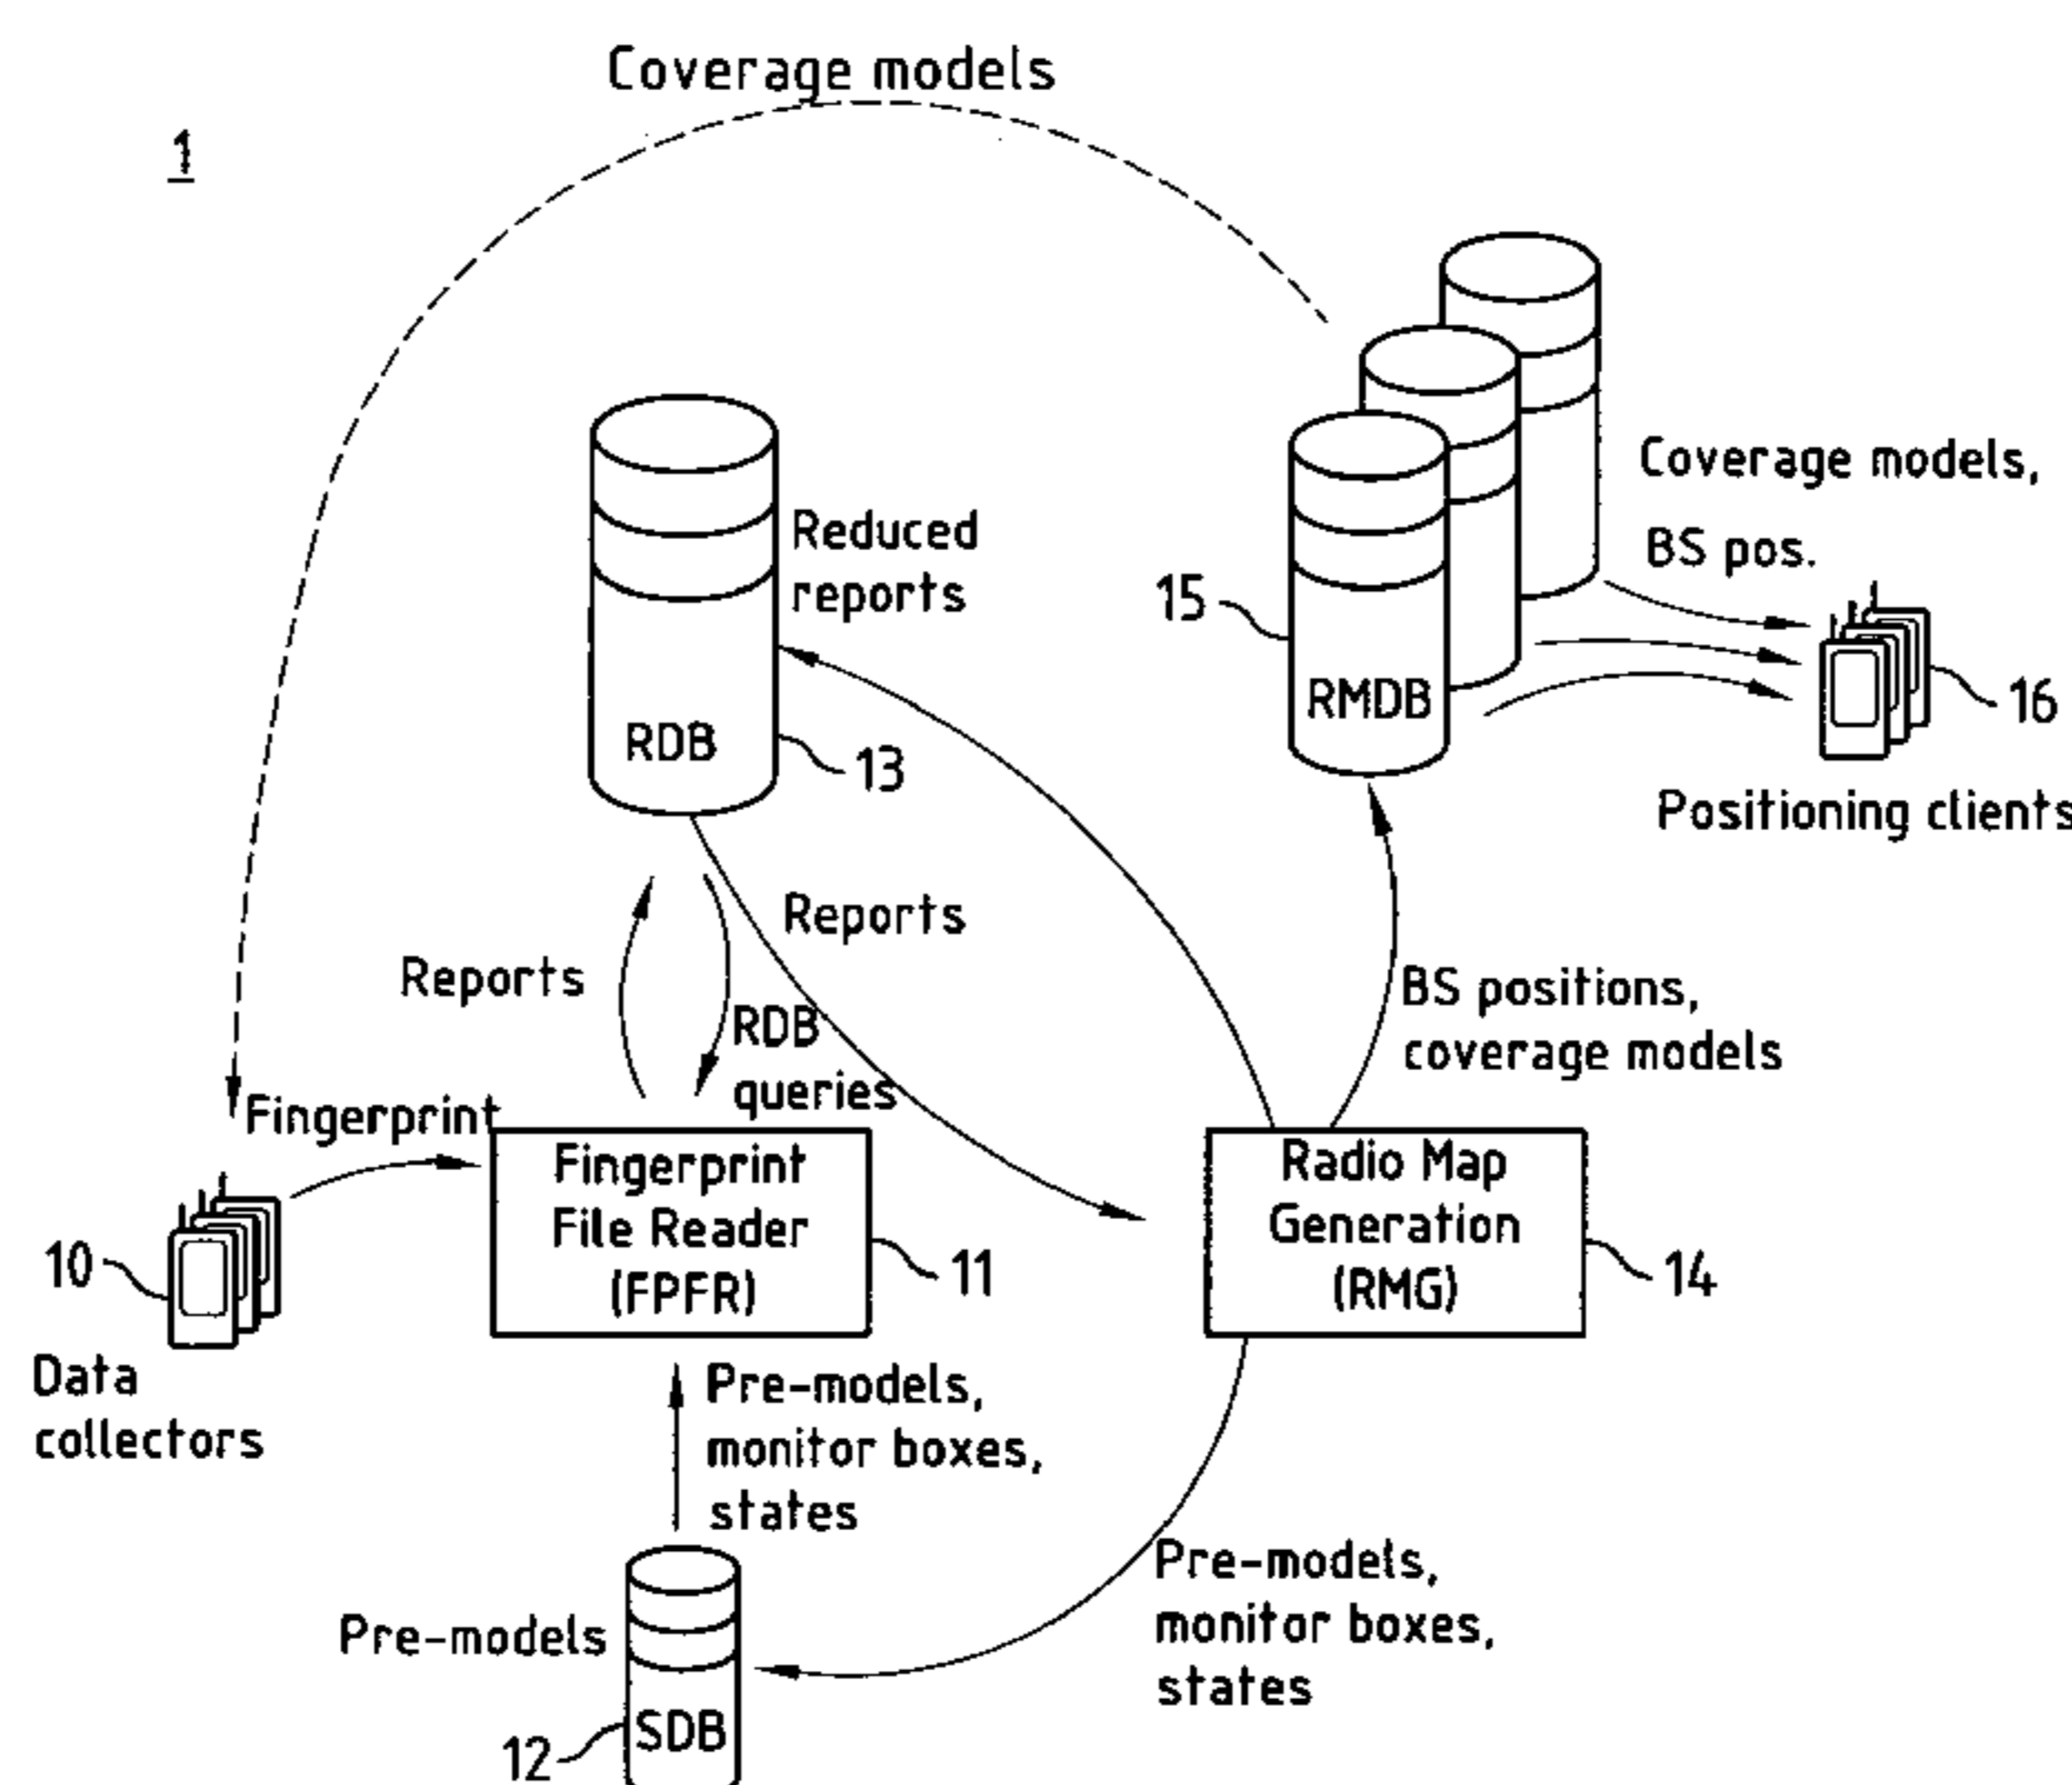 Coverage models
1
Reduced
reports
Coverage models,
BS pos.
15
RMDB
16
RDB
13
Positioning clients
Reports
Reports
BS positions,
coverage models
RDB
queries
Fingerprint
Fingerprint
File Reader
(FPFR)
Radio Map
Generation
(RMG)
10
11
14
Data
collectors
Pre-models,
monitor boxes,
states
Pre-models,
monitor boxes,
states
Pre-models
SDB
12